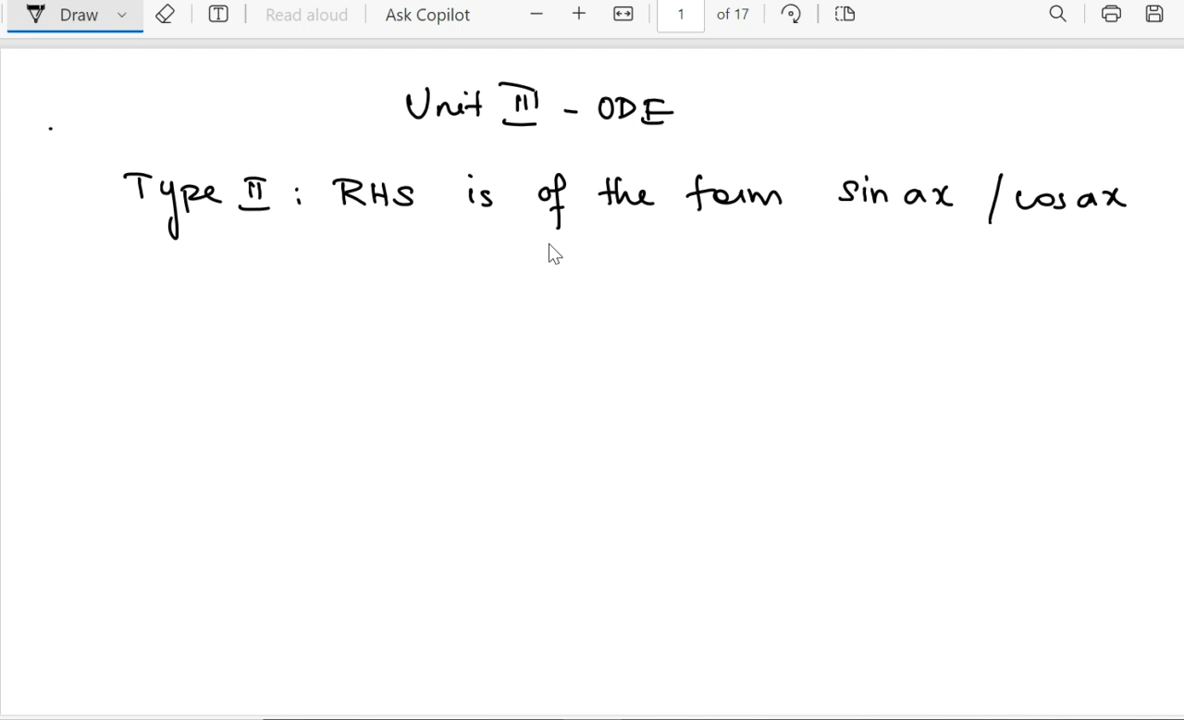 Draw
Read aloud
Ask Copilot
1 of 17
Unit III - ODE
Type II : RHS is of the form sin ax / cos ax